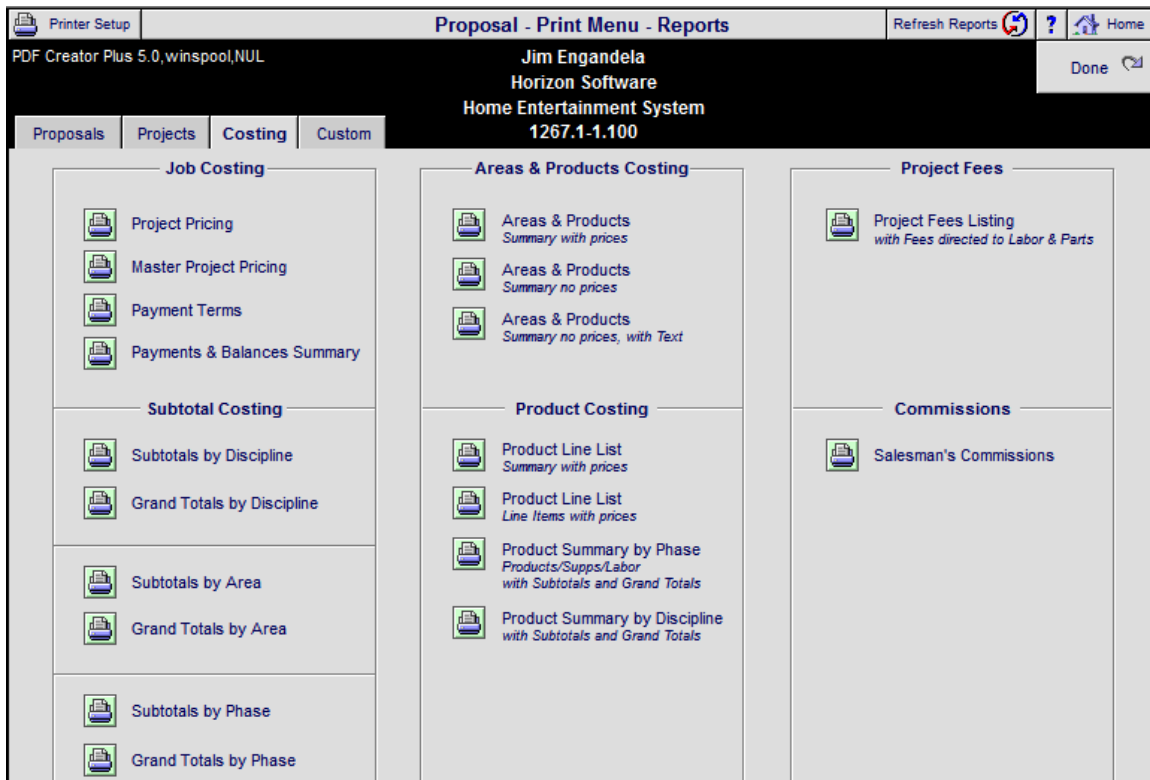 Printer Setup
Proposal - Print Menu - Reports
Refresh Reports
?
Home
PDF Creator Plus 5.0,winspool,NUL
Jim Engandela
Horizon Software
Home Entertainment System
1267.1-1.100
Done
Proposals
Projects
Costing
Custom
Job Costing
Project Pricing
Master Project Pricing
Payment Terms
Payments & Balances Summary
Subtotal Costing
Subtotals by Discipline
Grand Totals by Discipline
Subtotals by Area
Grand Totals by Area
Subtotals by Phase
Grand Totals by Phase
Areas & Products Costing
Areas & Products
Summary with prices
Areas & Products
Summary no prices
Areas & Products
Summary no prices, with Text
Product Costing
Product Line List
Summary with prices
Product Line List
Line Items with prices
Product Summary by Phase
Products/Supps/Labor
with Subtotals and Grand Totals
Product Summary by Discipline
with Subtotals and Grand Totals
Project Fees
Project Fees Listing
with Fees directed to Labor & Parts
Commissions
Salesman's Commissions